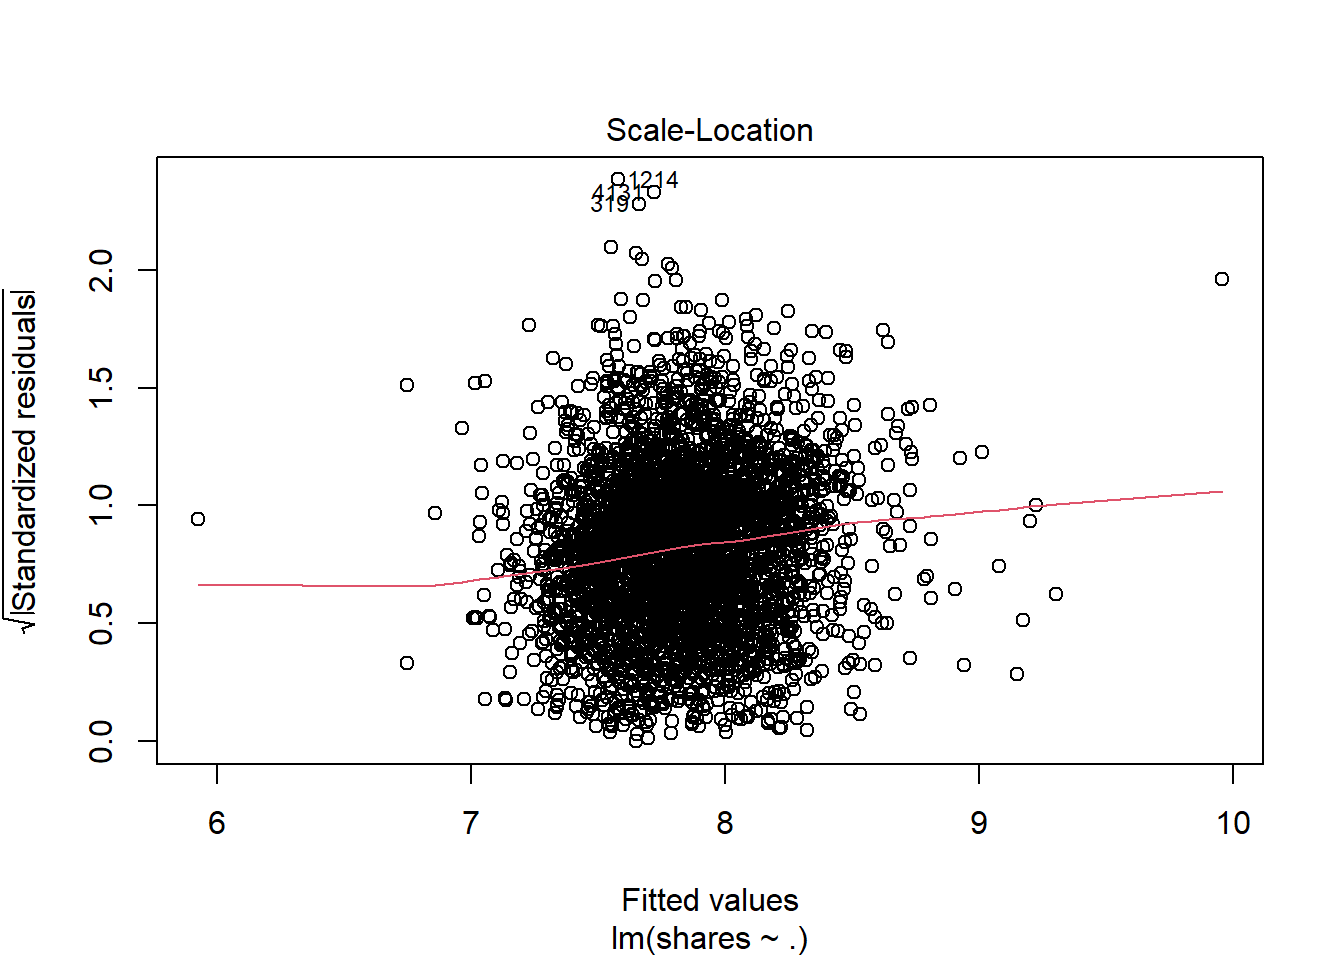 Scale-Location
√|Standardized residuals|
2.0
1.5
1.0
0.5
0.0
1214
4131
319
6 7 8 9 10
Fitted values
lm(shares ~ .)